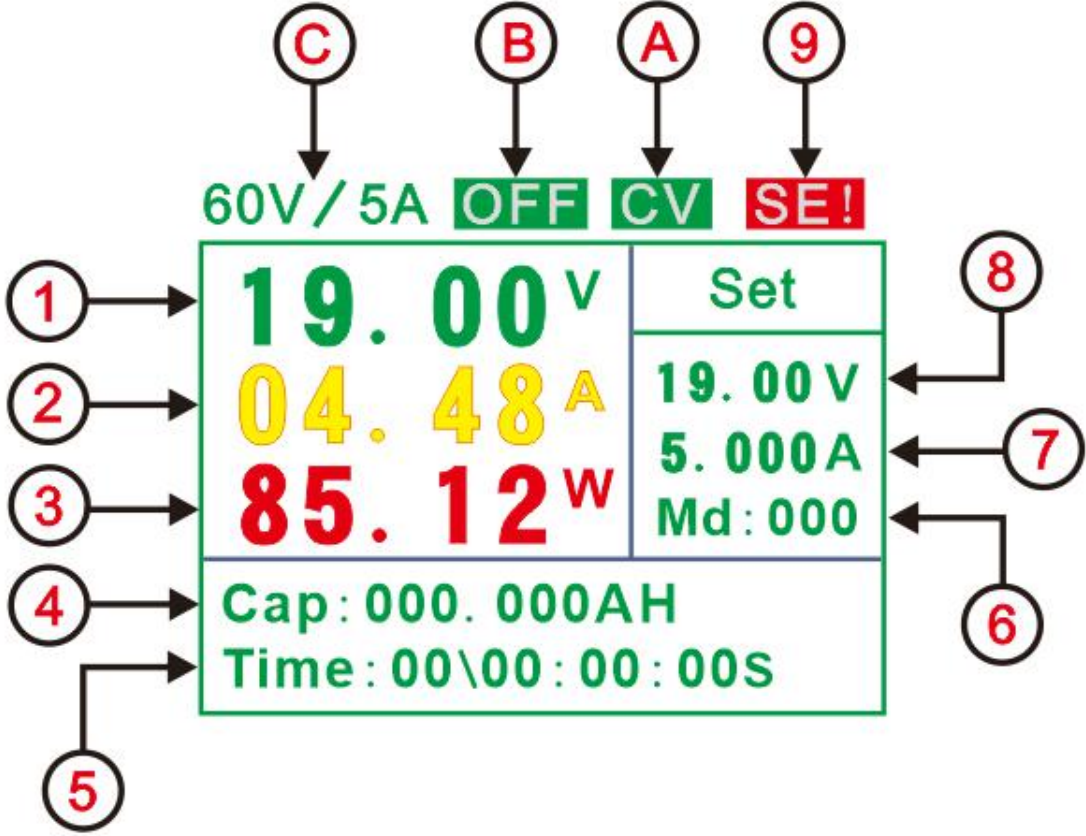 C B A 9
60V/5A OFF CV SE!
1 19.00V Set 8
2 04.48A 19.00V
3 85.12W 5.000A 7
Md:000
4 Cap:000.000AH 6
Time:00\00:00:00S
5